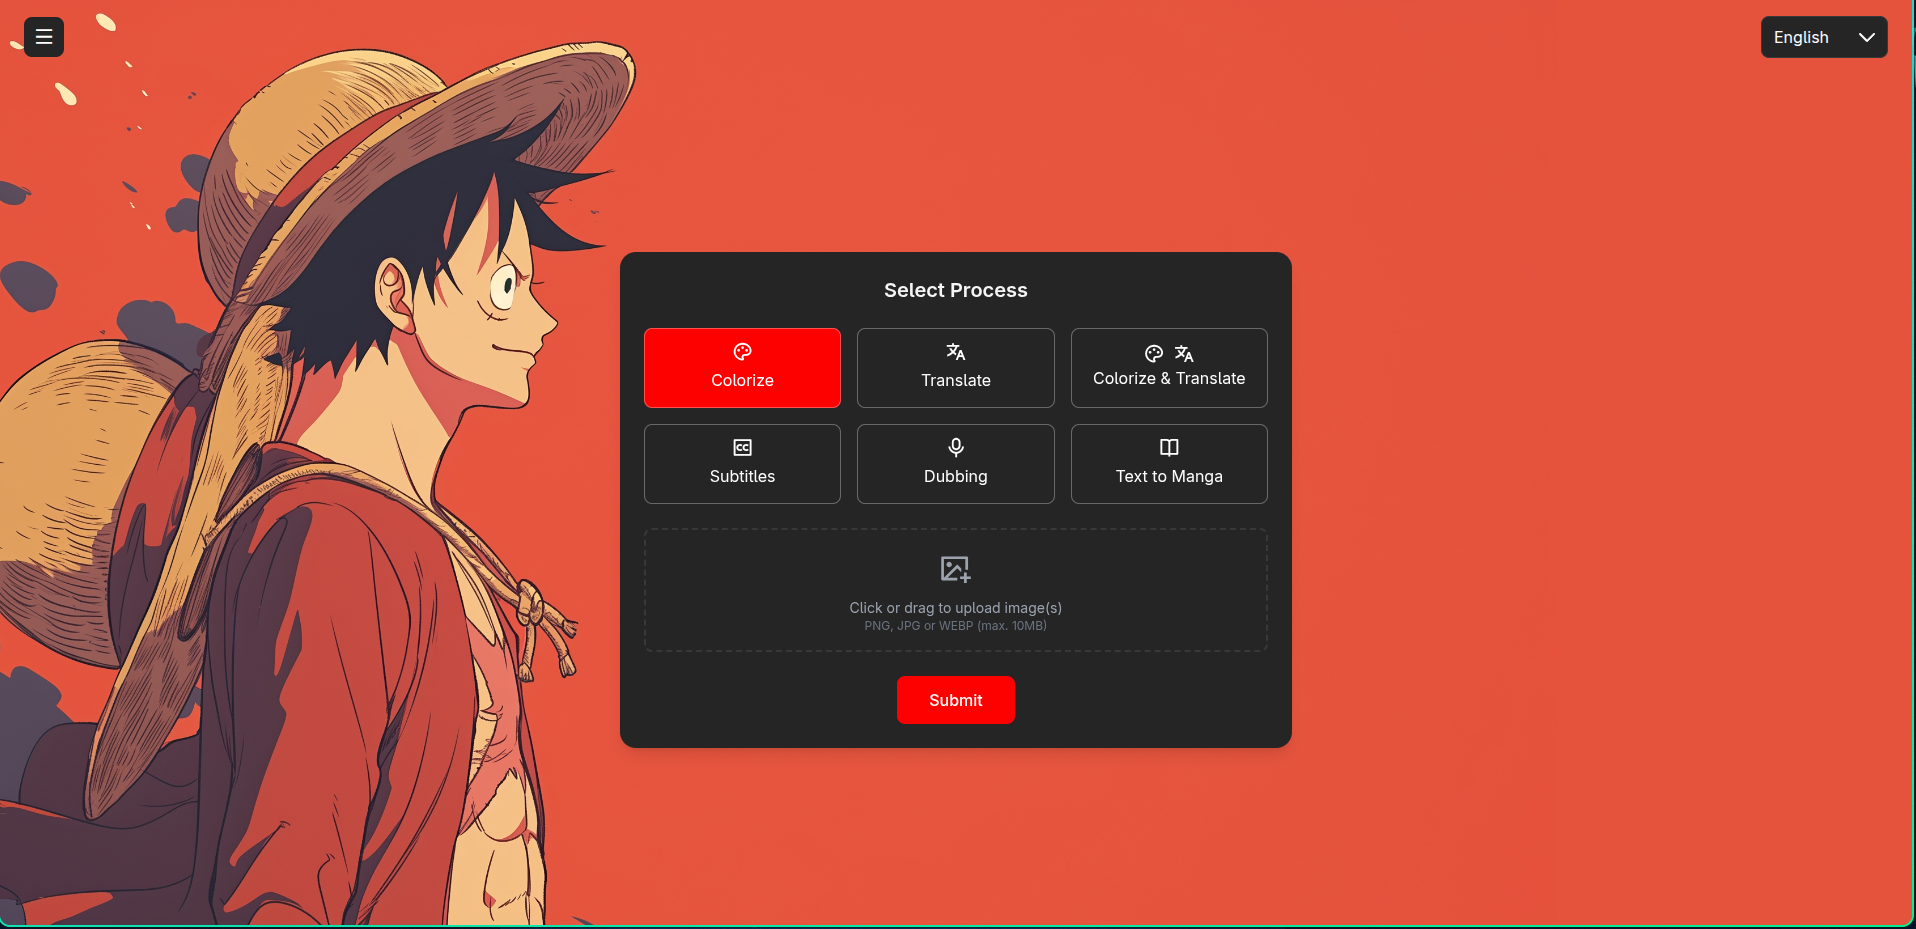 English
Select Process
Colorize
Translate
Colorize & Translate
Subtitles
Dubbing
Text to Manga
Click or drag to upload image(s)
PNG, JPG or WEBP (max. 10MB)
Submit